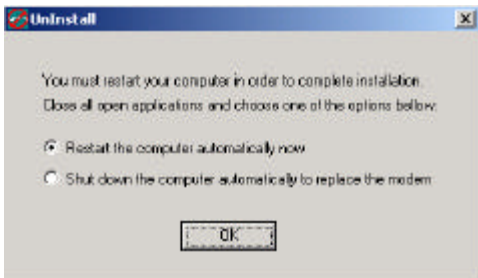 UnInstall
You must restart your computer in order to complete installation.
Close all open applications and choose one of the options bellow:
Restart the computer automatically now
Shut down the computer automatically to replace the modem
OK